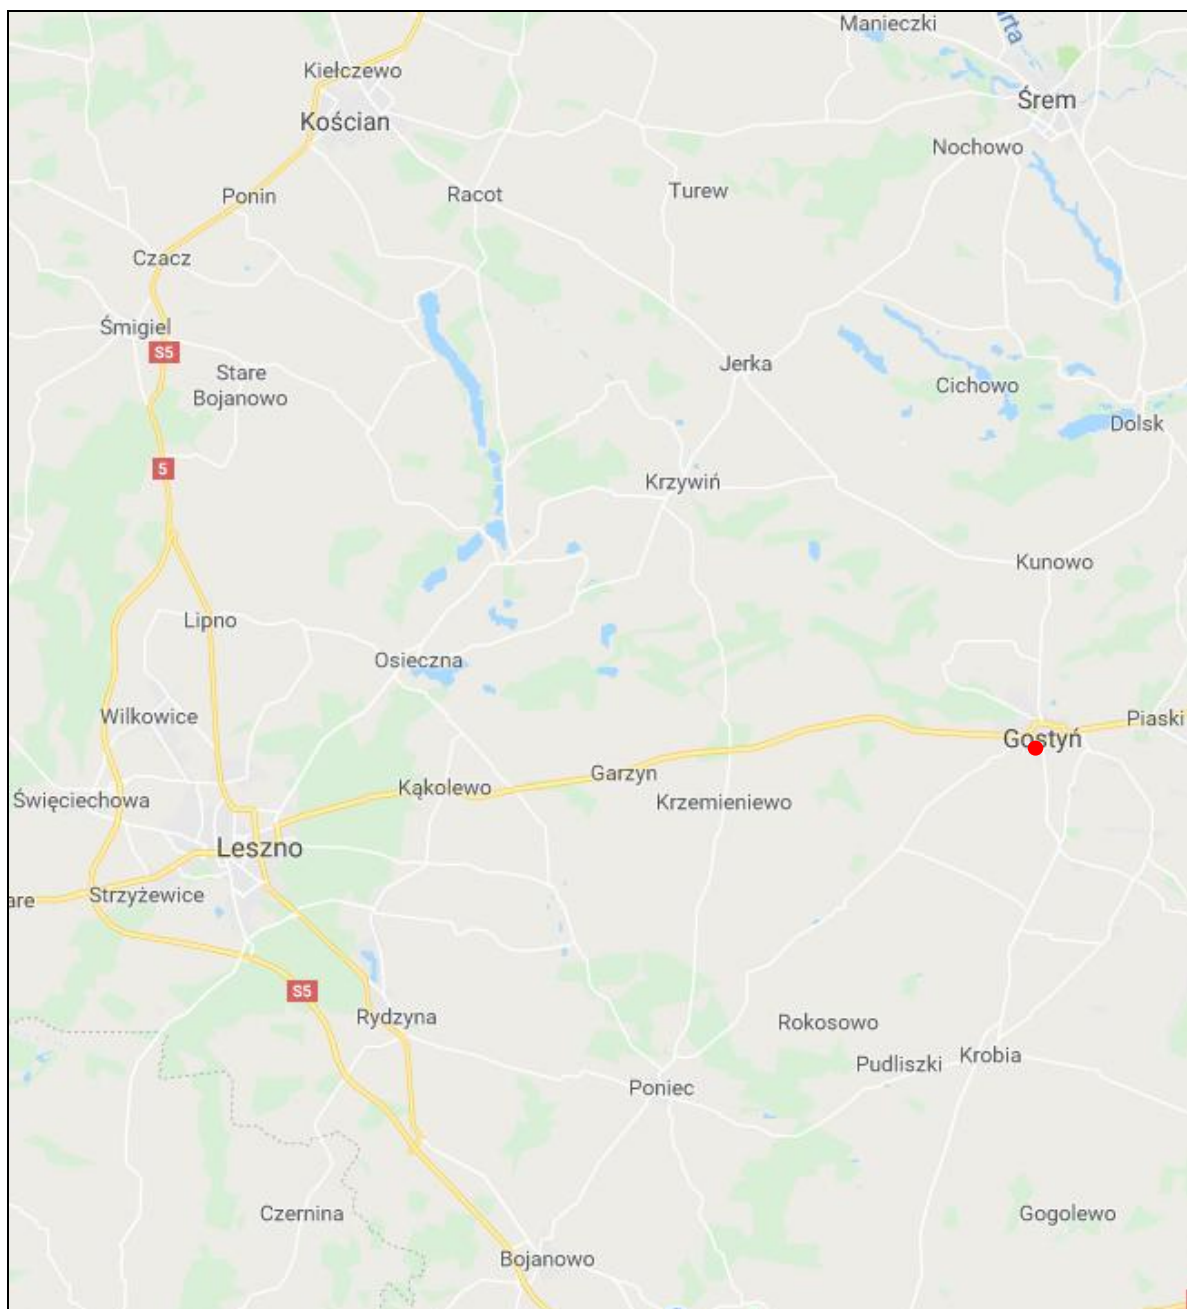 Manieczki
rta
Kiełczewo
Śrem
Kościan
Nochowo
Ponin
Racot
Turew
Czacz
Śmigiel
S5
Jerka
Stare
Bojanowo
Cichowo
Dolsk
5
Krzywiń
Kunowo
Lipno
Osieczna
Wilkowice
Piaski
Gostyń
Garzyn
Kąkolewo
Święciechowa
Krzemieniewo
Leszno
Strzyżewice
are
S5
Rydzyna
Rokosowo
Krobia
Pudliszki
Poniec
Czernina
Gogolewo
Bojanowo